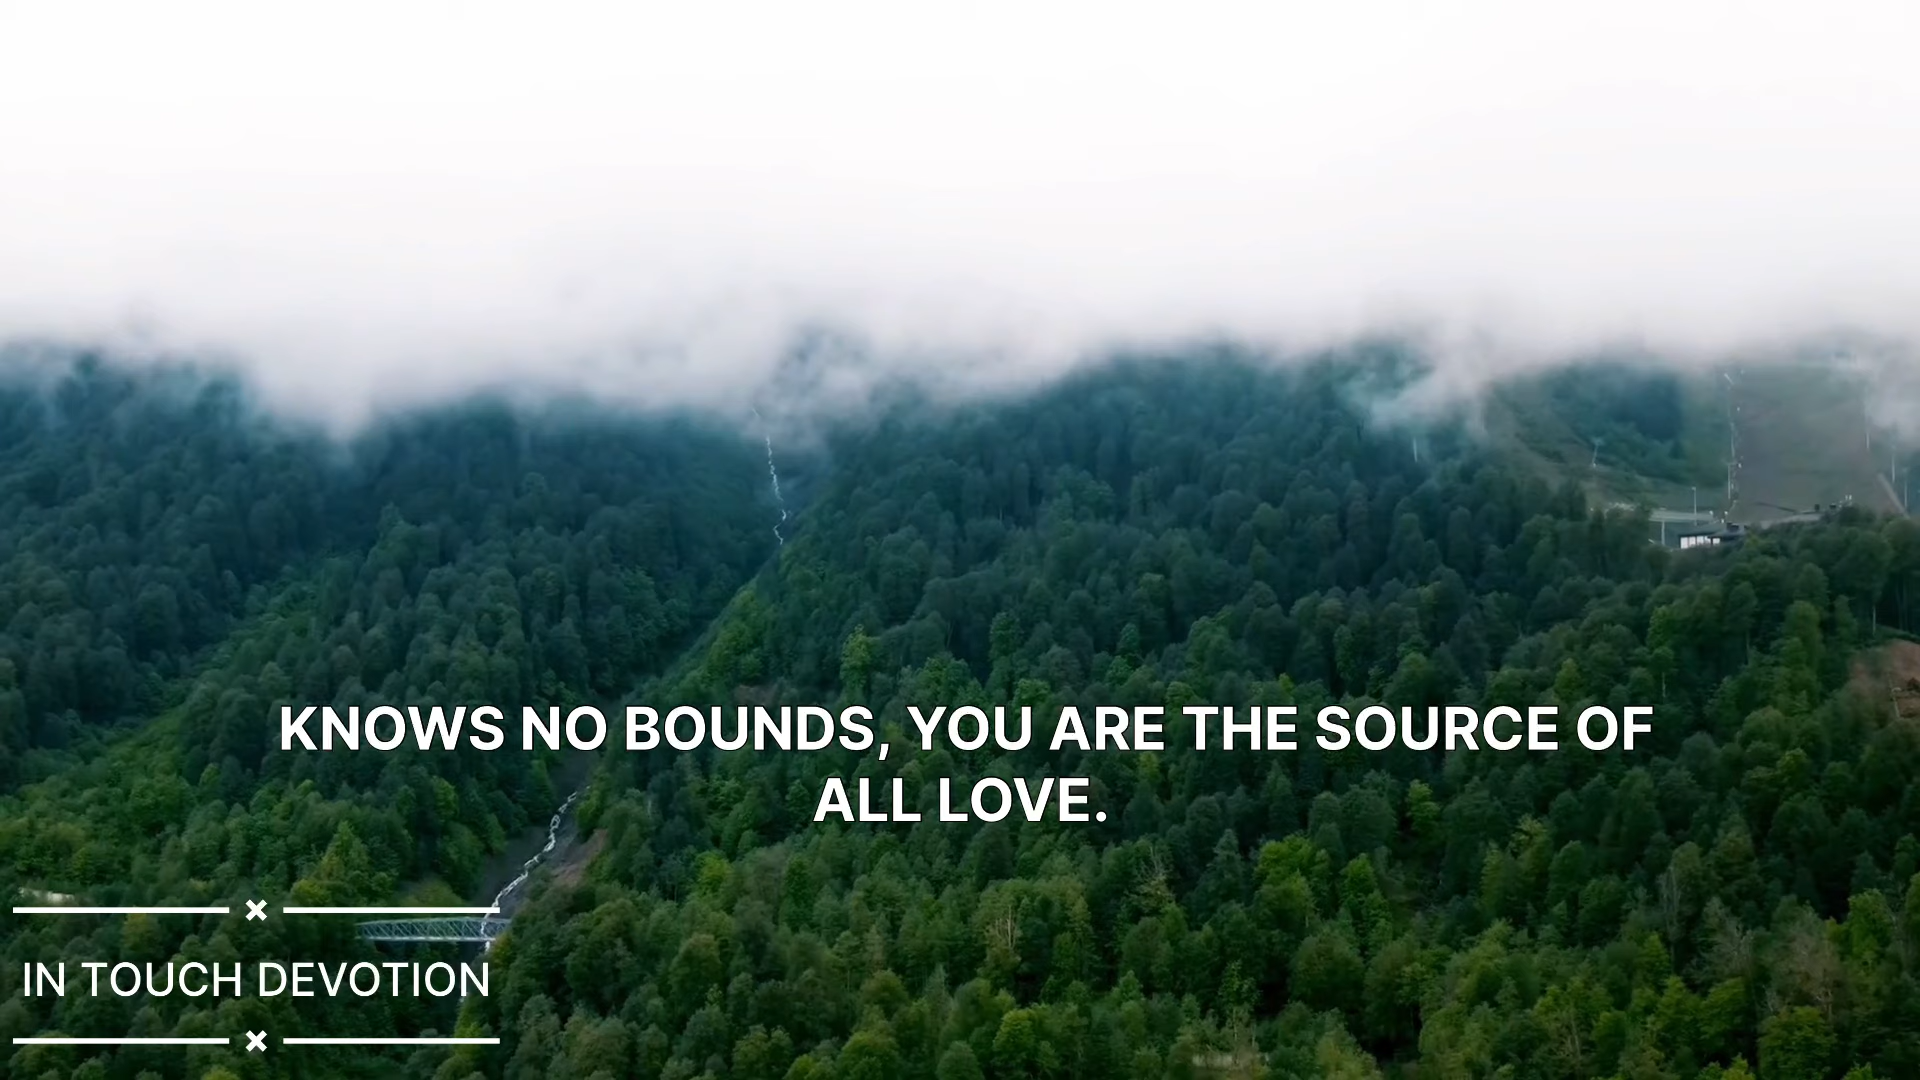 KNOWS NO BOUNDS, YOU ARE THE SOURCE OF
ALL LOVE.
IN TOUCH DEVOTION